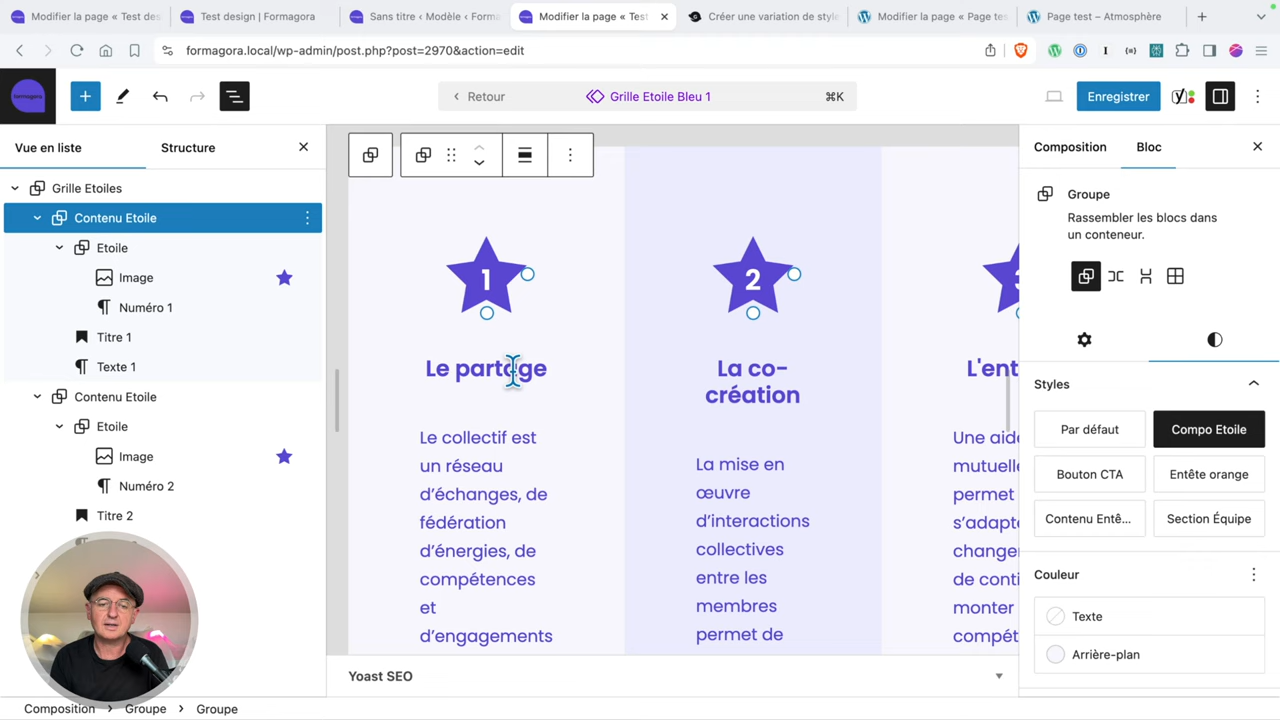 Modifier la page « Test des
Test design | Formagora
Sans titre ‹ Modèle ‹ Forma
Modifier la page « Test
Créer une variation de style
Modifier la page « Page tes
Page test – Atmosphère
formagora.local/wp-admin/post.php?post=2970&action=edit
formagora
Retour
Grille Etoile Bleu 1
⌘K
Enregistrer
Vue en liste
Structure
Composition
Bloc
Grille Etoiles
Contenu Etoile
Etoile
Image
Numéro 1
Titre 1
Texte 1
Contenu Etoile
Etoile
Image
Numéro 2
Titre 2
1
2
3
Le partage
La co-
création
L'ent
Le collectif est
un réseau
d'échanges, de
fédération
d'énergies, de
compétences
et
d'engagements
La mise en
œuvre
d'interactions
collectives
entre les
membres
permet de
Une aide
mutuelle
permet
s'adapte
change
de conti
monter
compét
Groupe
Rassembler les blocs dans
un conteneur.
Styles
Par défaut
Compo Etoile
Bouton CTA
Entête orange
Contenu Entê...
Section Équipe
Couleur
Texte
Arrière-plan
Yoast SEO
Composition
Groupe
Groupe